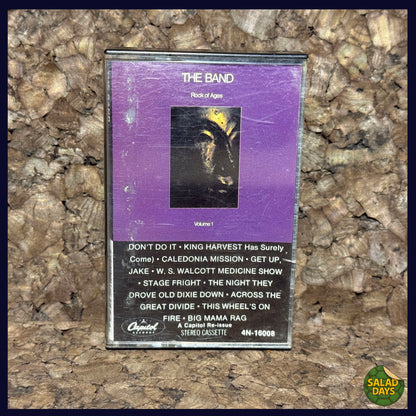 THE BAND
Rock of Ages
Volume 1
DON'T DO IT • KING HARVEST Has Surely
Come) • CALEDONIA MISSION • GET UP,
JAKE • W. S. WALCOTT MEDICINE SHOW
• STAGE FRIGHT • THE NIGHT THEY
DROVE OLD DIXIE DOWN • ACROSS THE
GREAT DIVIDE • THIS WHEEL'S ON
FIRE • BIG MAMA RAG
A Capitol Re-issue
Capitol
RECORDS
STEREO CASSETTE
4N-16008
SALAD
DAYS